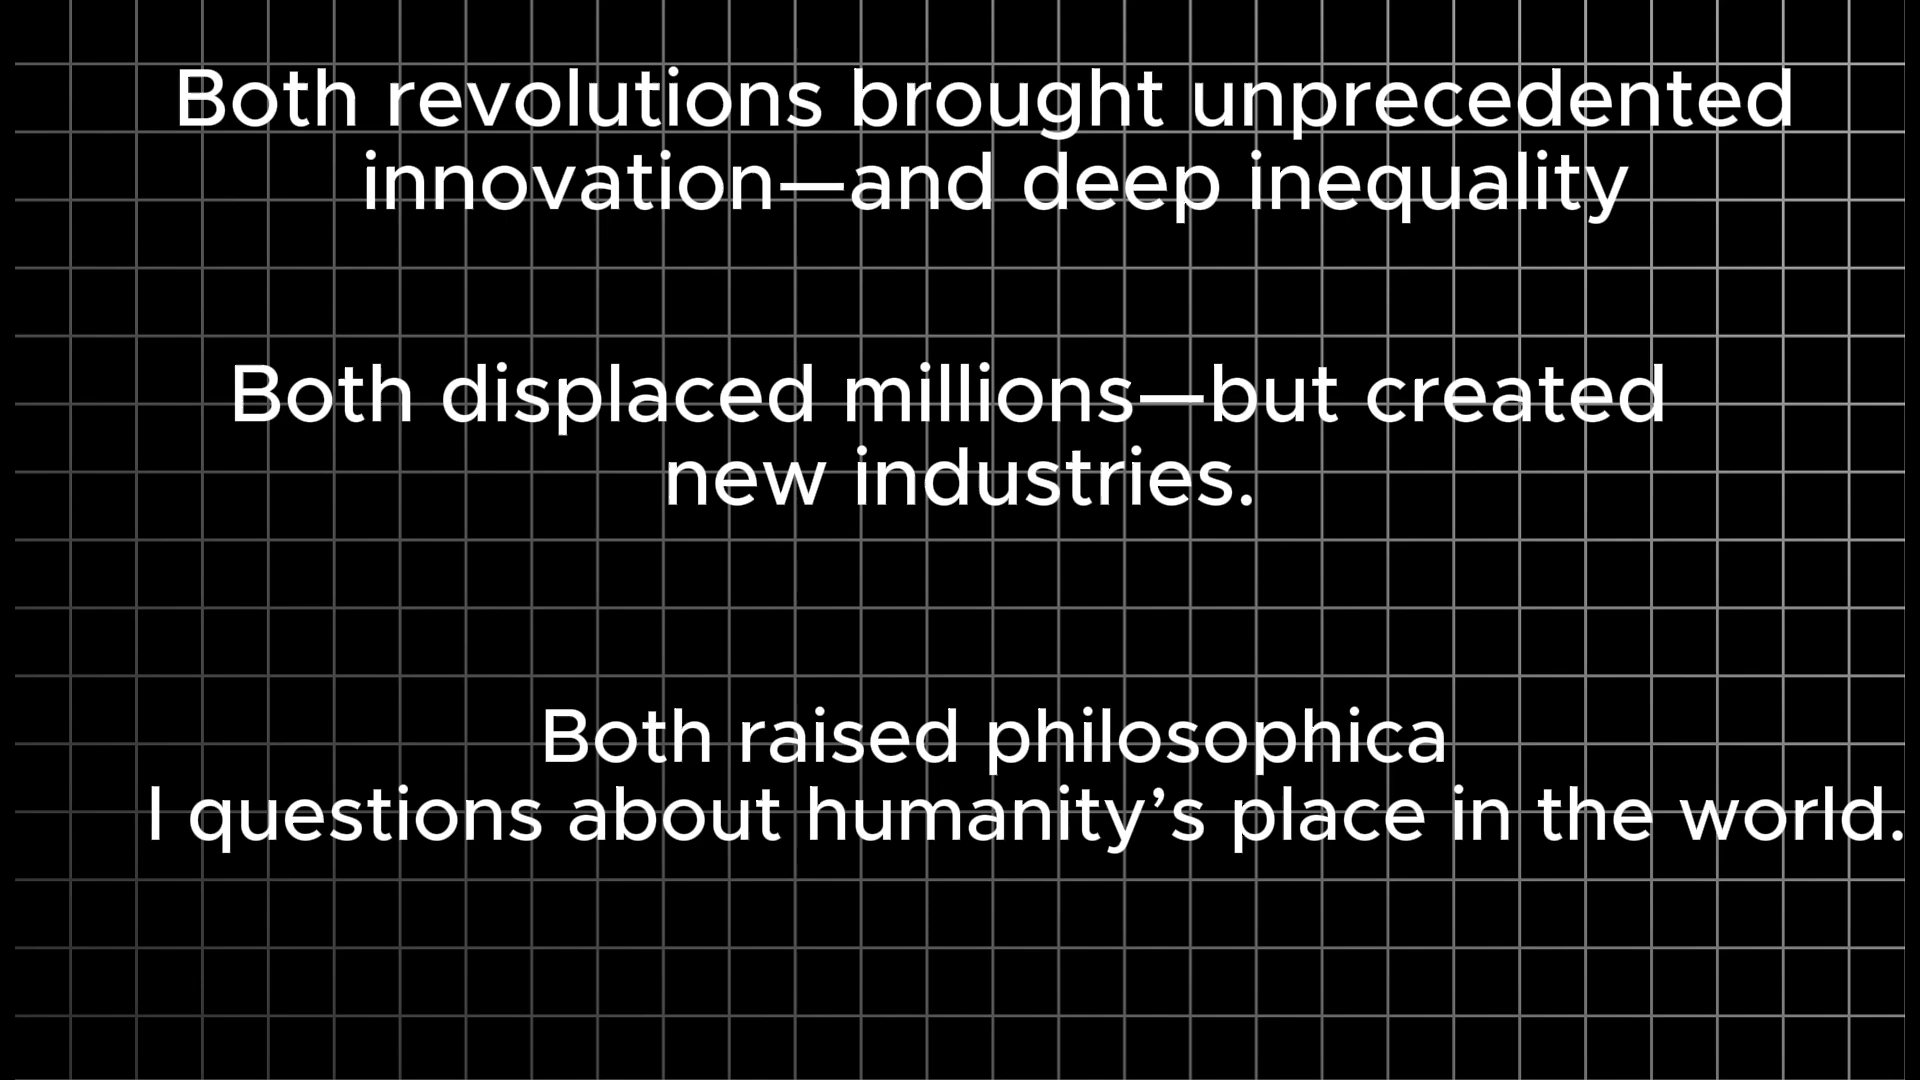 Both revolutions brought unprecedented
innovation—and deep inequality
Both displaced millions—but created
new industries.
Both raised philosophica
l questions about humanity’s place in the world.